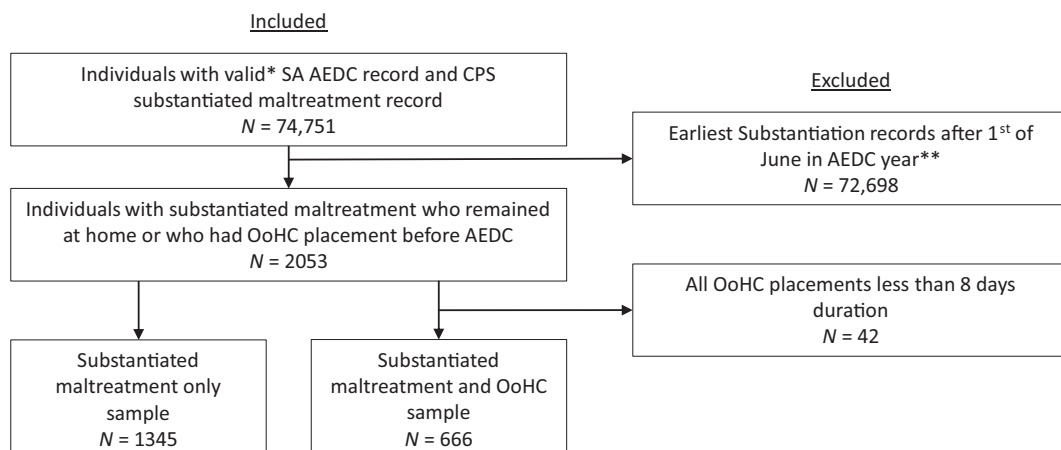 Included
Individuals with valid* SA AEDC record and CPS
substantiated maltreatment record
N = 74,751
Excluded
Earliest Substantiation records after 1st of
June in AEDC year**
N = 72,698
Individuals with substantiated maltreatment who remained
at home or who had OoHC placement before AEDC
N = 2053
All OoHC placements less than 8 days
duration
N = 42
Substantiated
maltreatment only
sample
N = 1345
Substantiated
maltreatment and OoHC
sample
N = 666